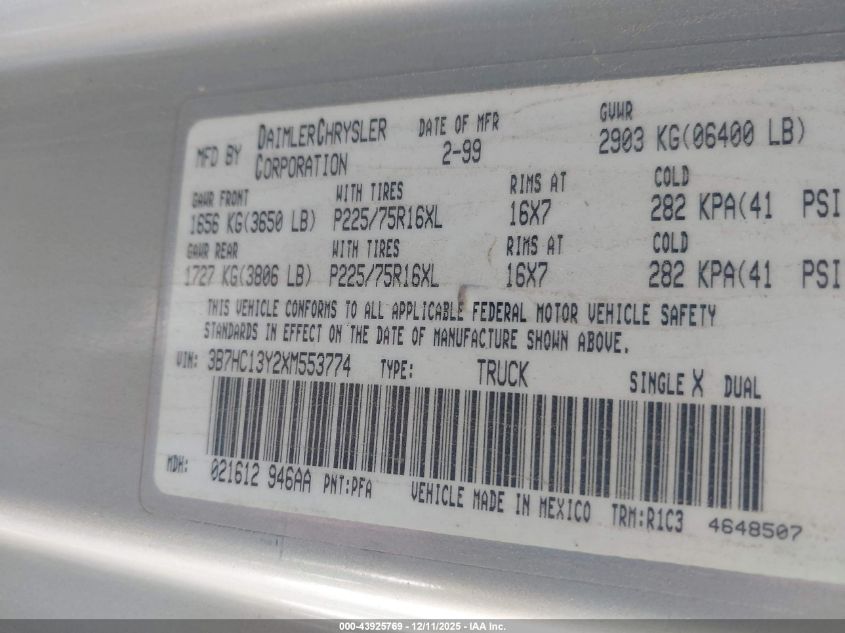 MFD BY DAIMLERCHRYSLER CORPORATION DATE OF MFR 2-99 GVWR 2903 KG(06400 LB)
GAWR FRONT WITH TIRES RIMS AT COLD
1656 KG(3650 LB) P225/75R16XL 16X7 282 KPA(41 PSI
GAWR REAR WITH TIRES RIMS AT COLD
1727 KG(3806 LB) P225/75R16XL 16X7 282 KPA(41 PSI
THIS VEHICLE CONFORMS TO ALL APPLICABLE FEDERAL MOTOR VEHICLE SAFETY
STANDARDS IN EFFECT ON THE DATE OF MANUFACTURE SHOWN ABOVE.
VIN: 3B7HC13Y2XM553774 TYPE: TRUCK SINGLE X DUAL
MDH: 021612 946AA PNT:PFA VEHICLE MADE IN MEXICO TRM:R1C3 4648507
000-43925769 - 12/11/2025 - IAA Inc.